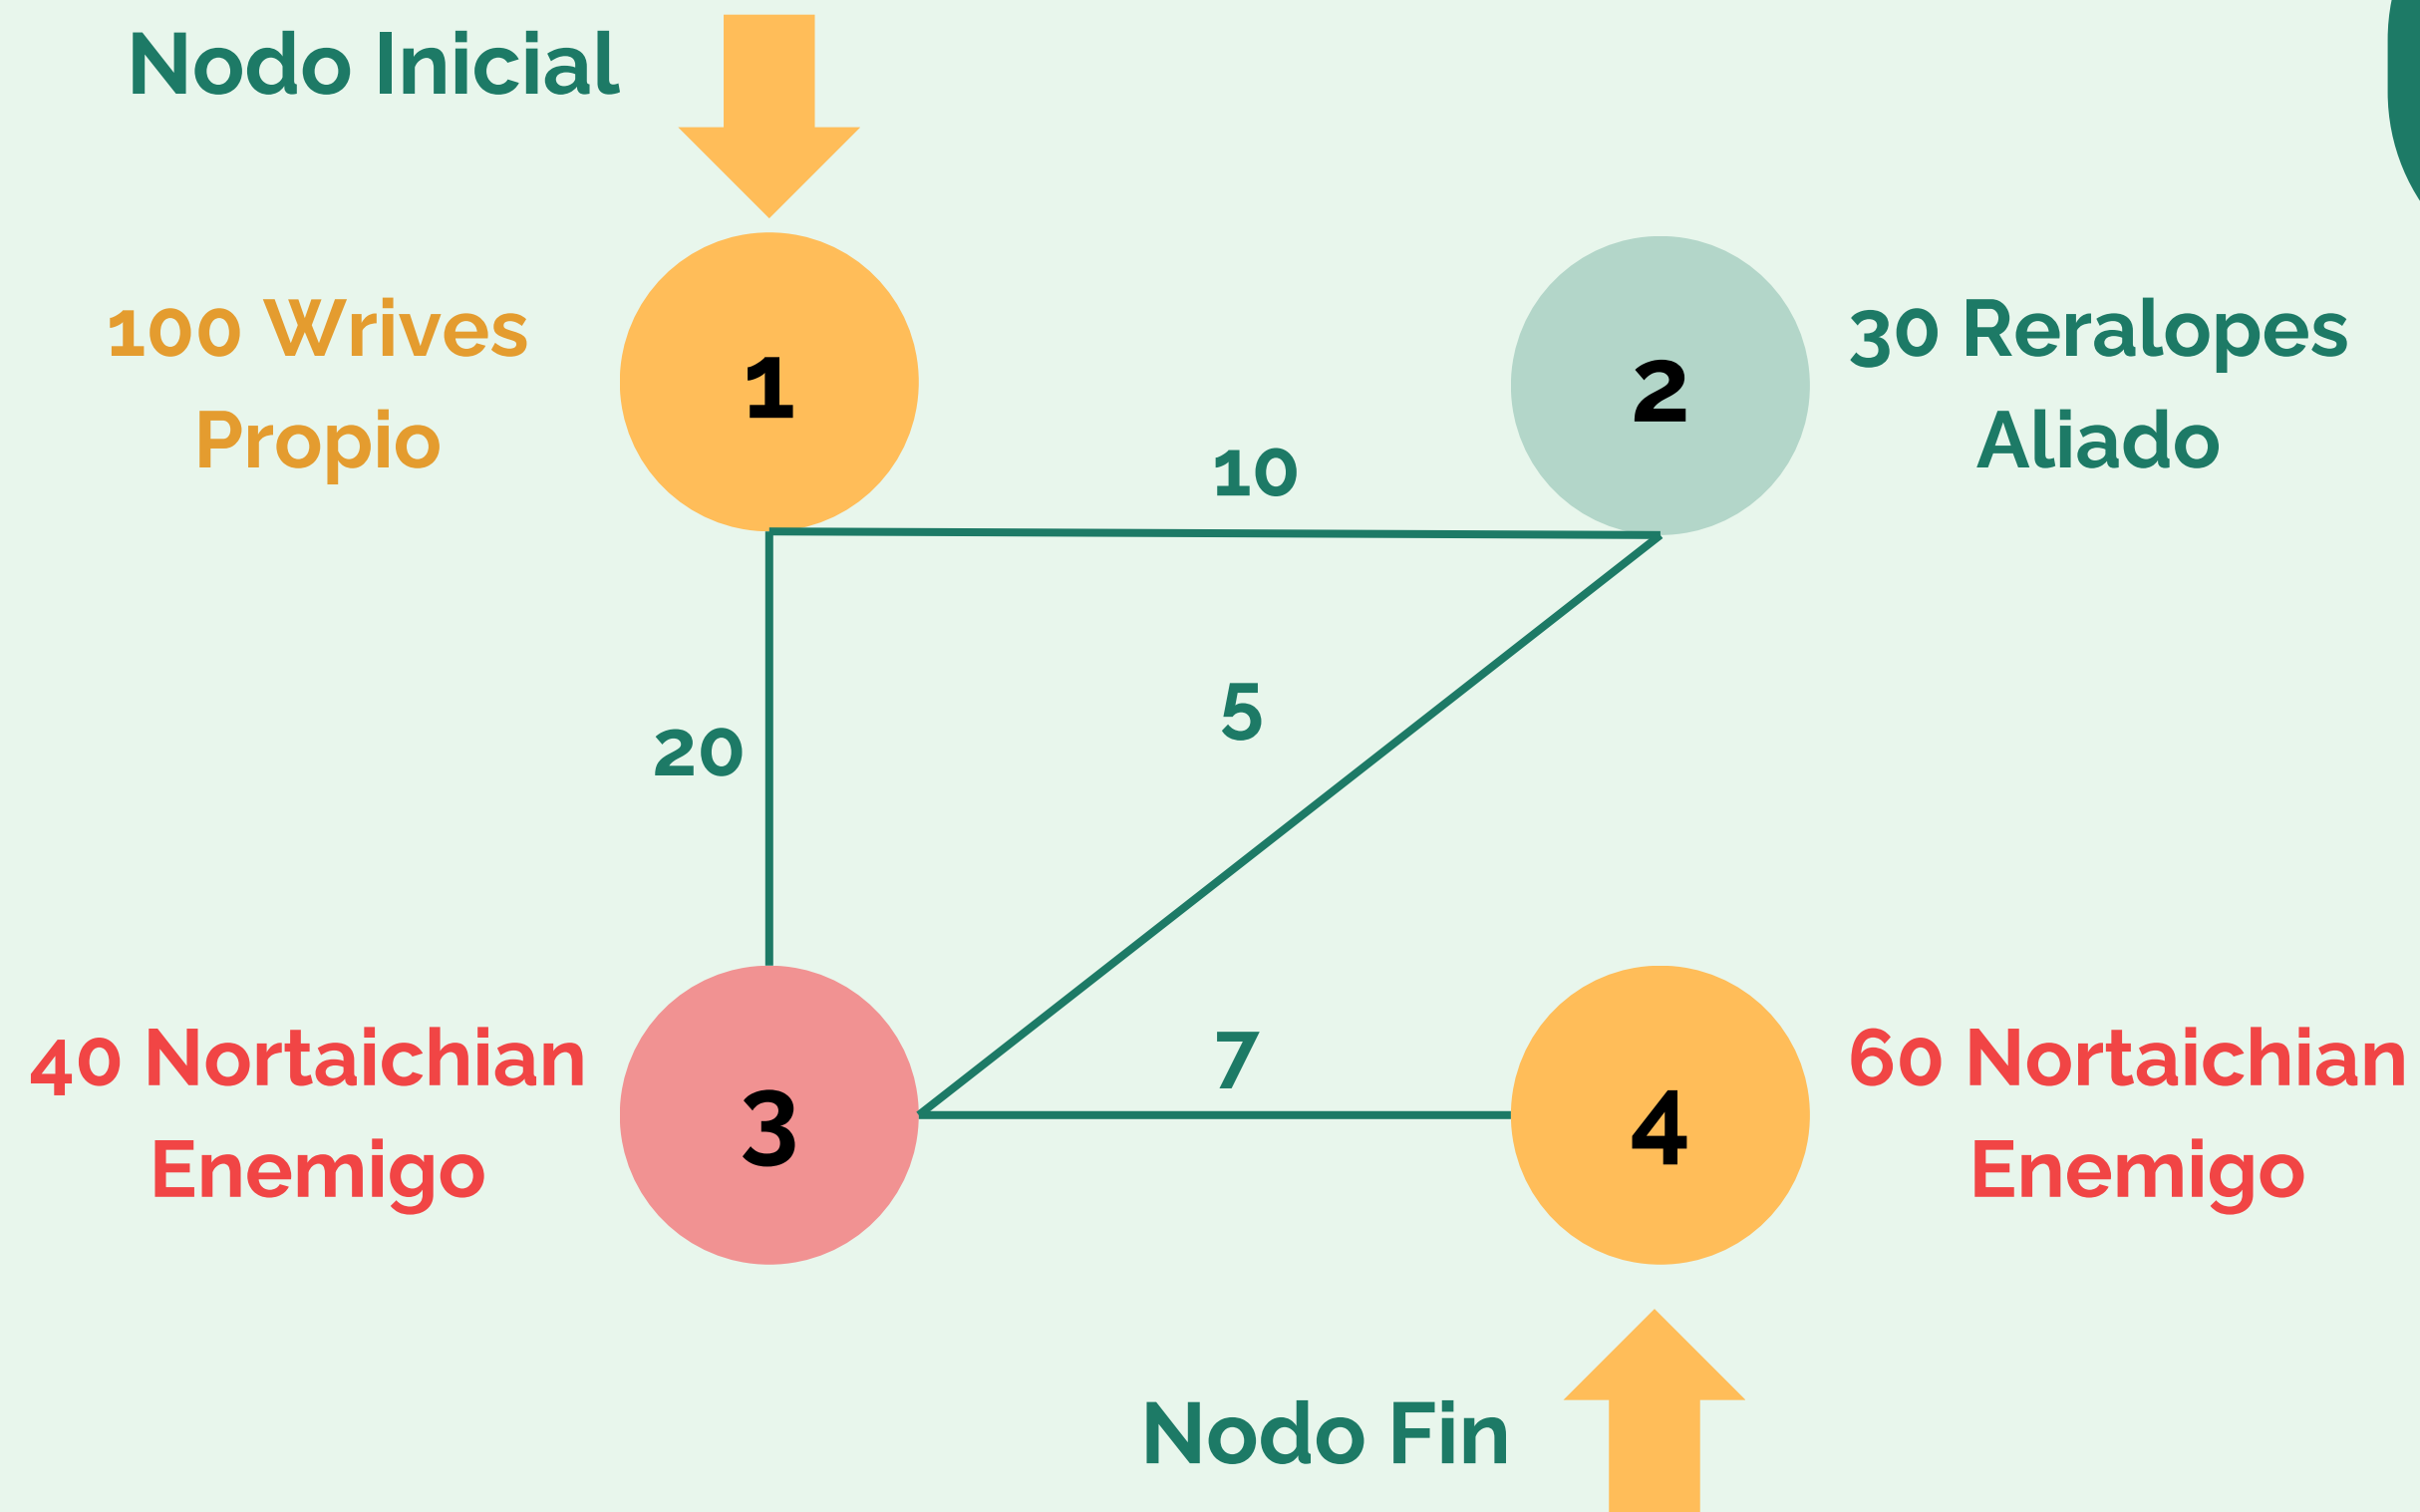 Nodo Inicial
100 Wrives
Propio
1
2
30 Reralopes
Aliado
10
20
5
7
40 Nortaichian
Enemigo
3
4
60 Nortaichian
Enemigo
Nodo Fin